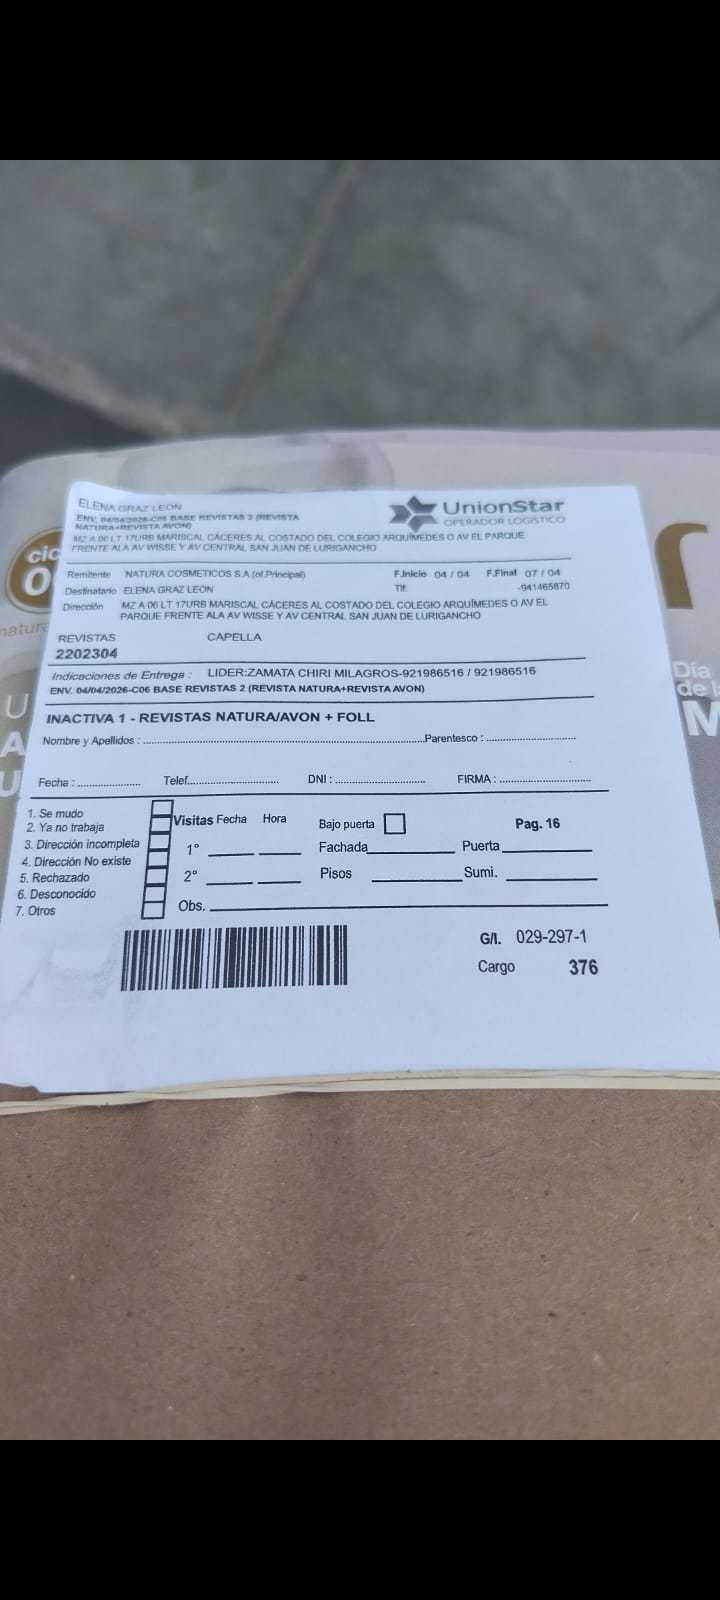 ELENA GRAZ LEON
ENV. 04/04/2026-C06 BASE REVISTAS 2 (REVISTA
NATURA+REVISTA AVON)
MZ A 06 LT 17URB MARISCAL CÁCERES AL COSTADO DEL COLEGIO ARQUÍMEDES O AV EL PARQUE
FRENTE ALA AV WISSE Y AV CENTRAL SAN JUAN DE LURIGANCHO
UnionStar
OPERADOR LOGÍSTICO
Remitente NATURA COSMETICOS S.A.(of.Principal) F.Inicio 04 / 04 F.Final 07 / 04
Destinatario ELENA GRAZ LEON Tlf: -941465870
Dirección MZ A 06 LT 17URB MARISCAL CÁCERES AL COSTADO DEL COLEGIO ARQUÍMEDES O AV EL
PARQUE FRENTE ALA AV WISSE Y AV CENTRAL SAN JUAN DE LURIGANCHO
REVISTAS CAPELLA
2202304
Indicaciones de Entrega : LIDER:ZAMATA CHIRI MILAGROS-921986516 / 921986516
ENV. 04/04/2026-C06 BASE REVISTAS 2 (REVISTA NATURA+REVISTA AVON)
INACTIVA 1 - REVISTAS NATURA/AVON + FOLL
Nombre y Apellidos : Parentesco :
Fecha : Telef. DNI : FIRMA :
1. Se mudo
2. Ya no trabaja
3. Dirección incompleta
4. Dirección No existe
5. Rechazado
6. Desconocido
7. Otros
Visitas Fecha Hora Bajo puerta Pag. 16
1° Fachada Puerta
2° Pisos Sumi.
Obs.
G/I. 029-297-1
Cargo 376
cic
0
natura
U
A
U
Día
de l
M